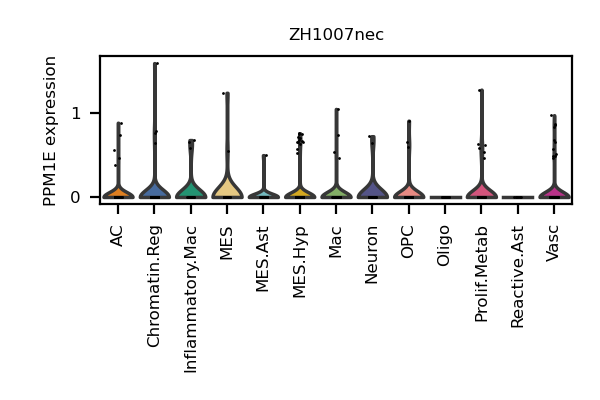 ZH1007nec
PPM1E expression
1
0
AC
Chromatin.Reg
Inflammatory.Mac
MES
MES.Ast
MES.Hyp
Mac
Neuron
OPC
Oligo
Prolif.Metab
Reactive.Ast
Vasc